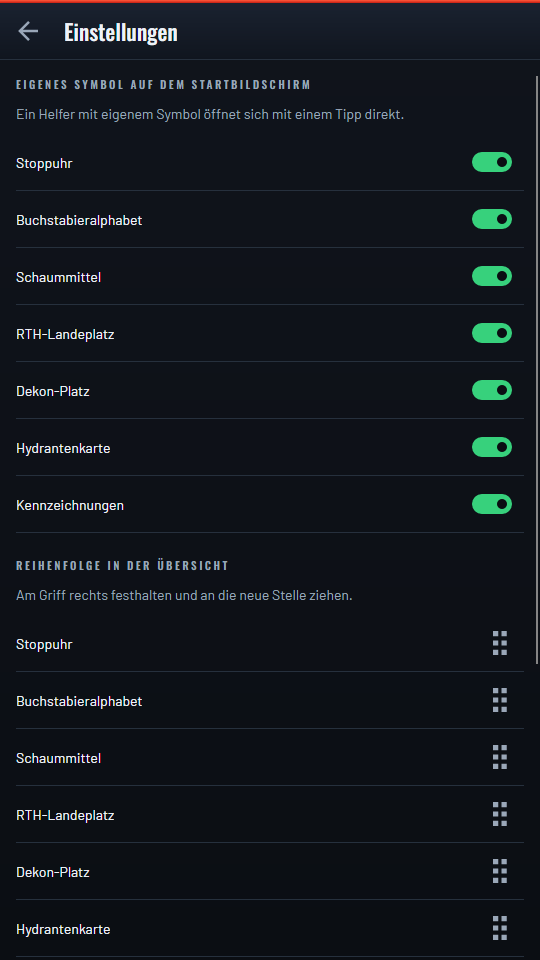 Einstellungen
EIGENES SYMBOL AUF DEM STARTBILDSCHIRM
Ein Helfer mit eigenem Symbol öffnet sich mit einem Tipp direkt.
Stoppuhr
Buchstabieralphabet
Schaummittel
RTH-Landeplatz
Dekon-Platz
Hydrantenkarte
Kennzeichnungen
REIHENFOLGE IN DER ÜBERSICHT
Am Griff rechts festhalten und an die neue Stelle ziehen.
Stoppuhr
Buchstabieralphabet
Schaummittel
RTH-Landeplatz
Dekon-Platz
Hydrantenkarte